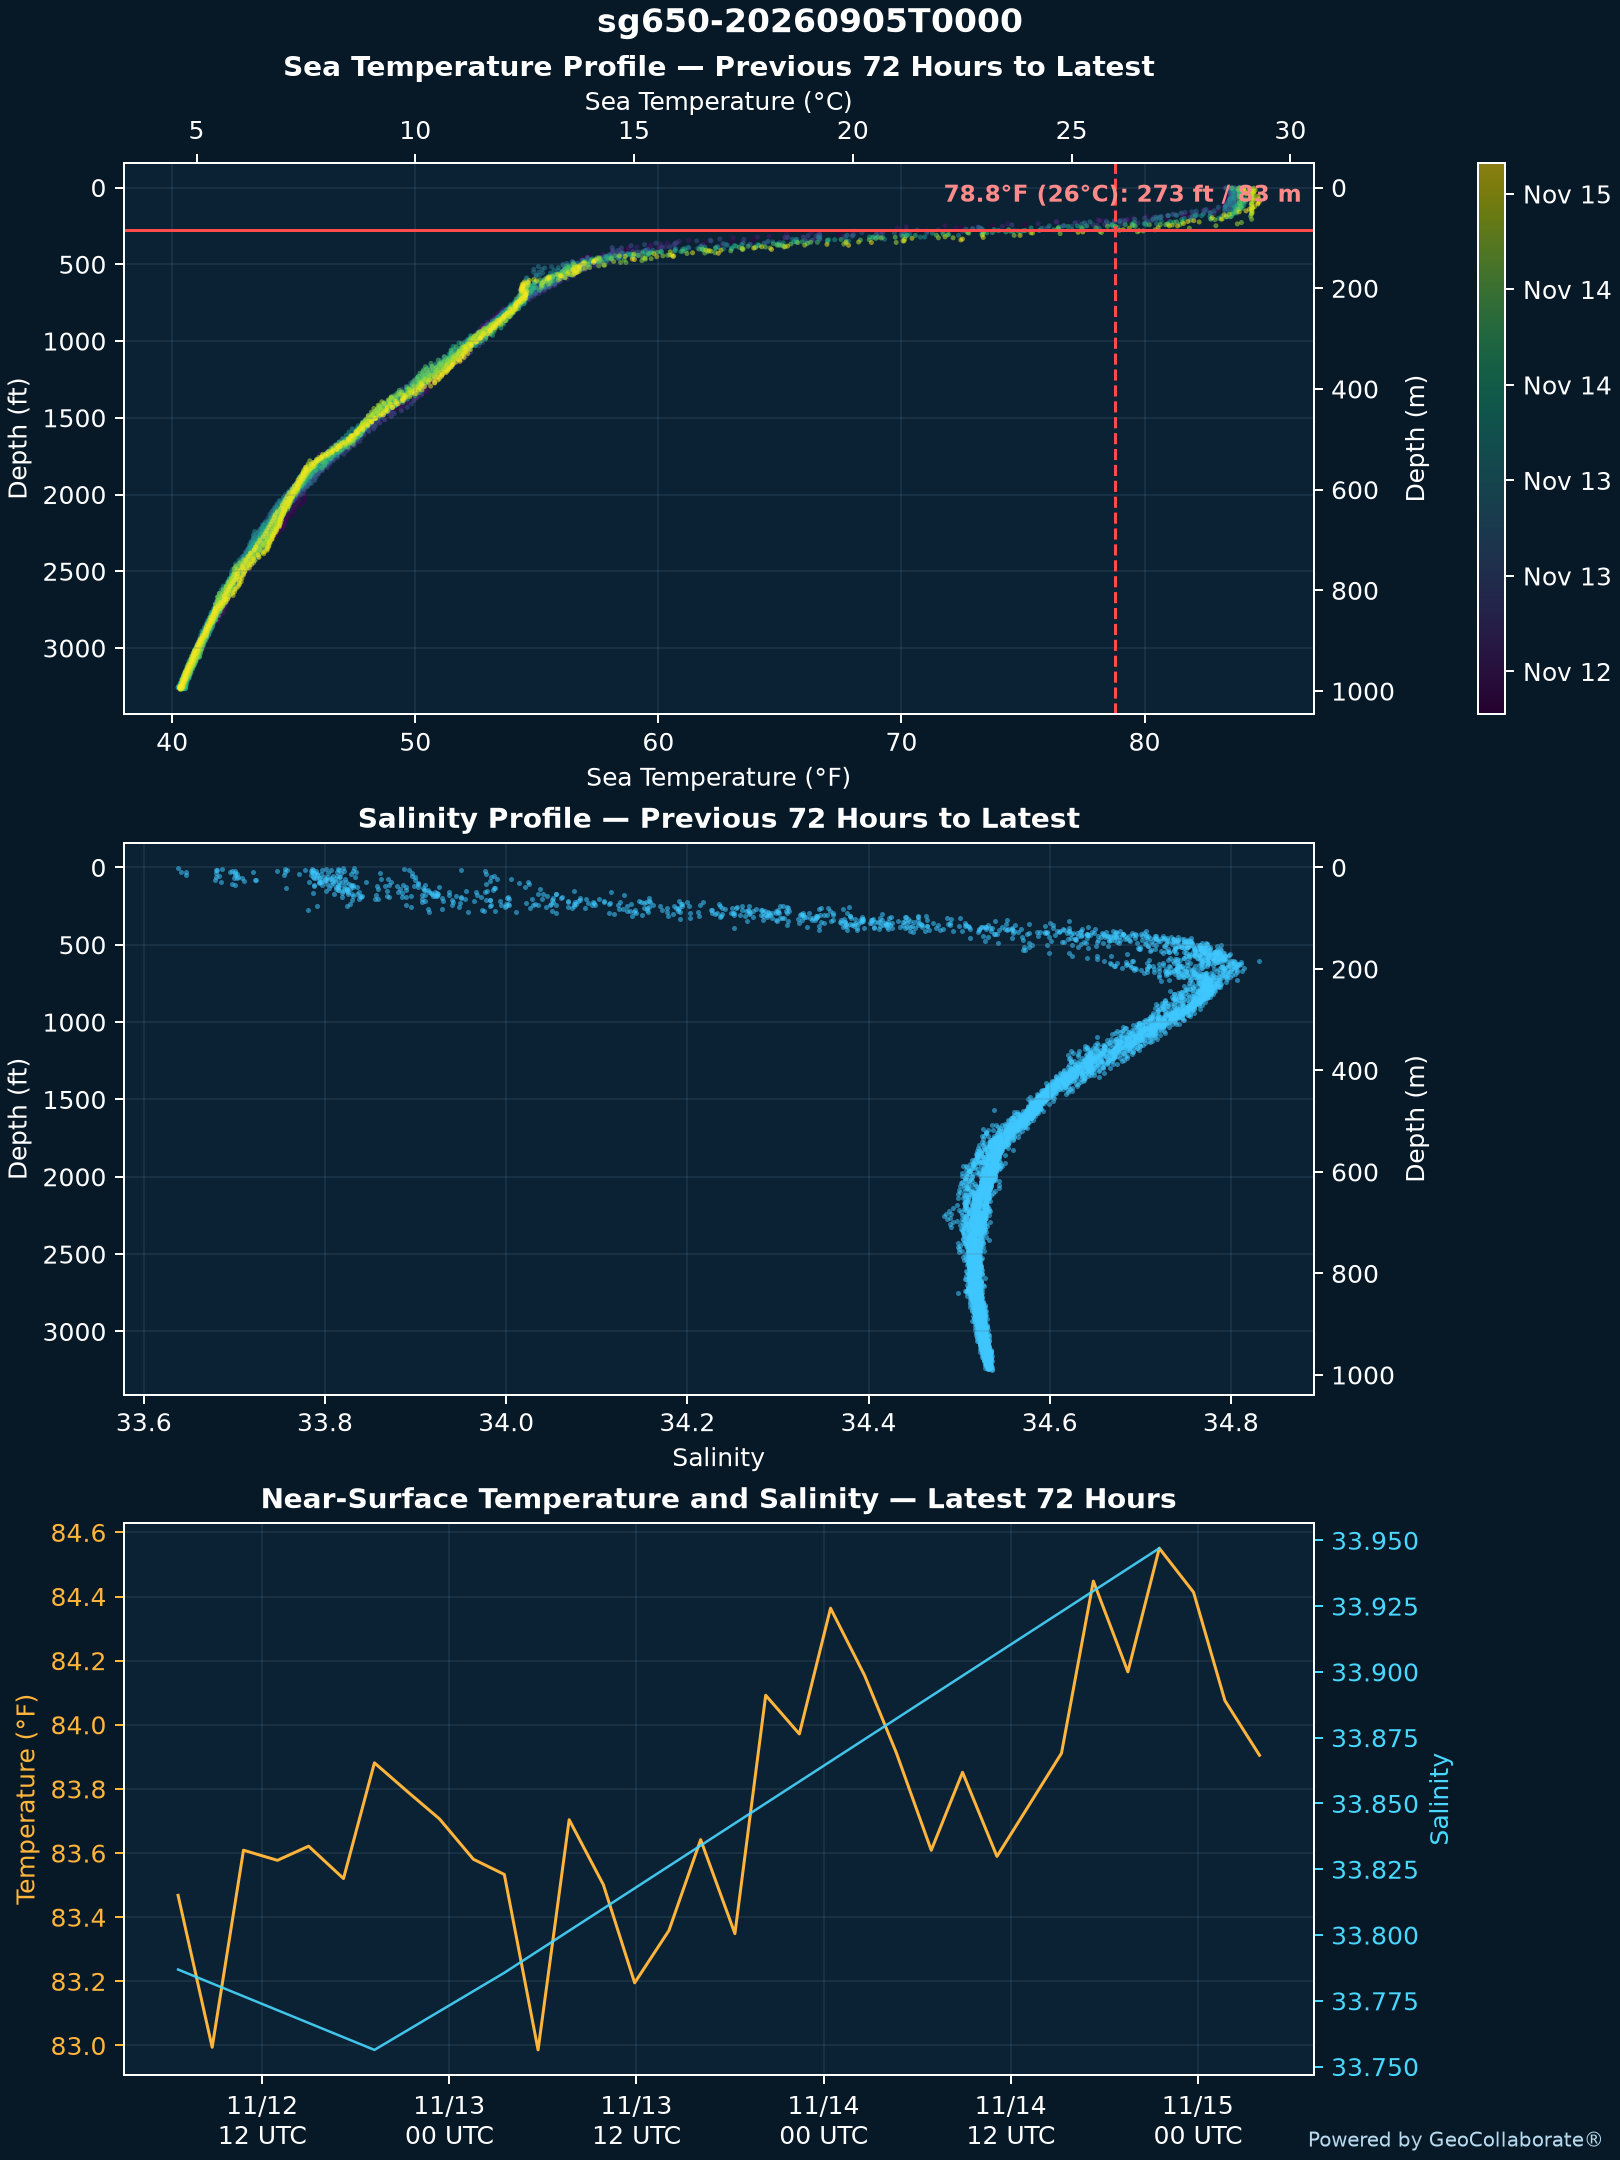 sg650-20260905T0000
Sea Temperature Profile — Previous 72 Hours to Latest
Sea Temperature (°C)
5 10 15 20 25 30
78.8°F (26°C): 273 ft / 83 m
0
500
1000
1500
2000
2500
3000
Depth (ft)
0
200
400
600
800
1000
Depth (m)
Nov 15
Nov 14
Nov 14
Nov 13
Nov 13
Nov 12
40 50 60 70 80
Sea Temperature (°F)
Salinity Profile — Previous 72 Hours to Latest
0
500
1000
1500
2000
2500
3000
Depth (ft)
0
200
400
600
800
1000
Depth (m)
33.6 33.8 34.0 34.2 34.4 34.6 34.8
Salinity
Near-Surface Temperature and Salinity — Latest 72 Hours
84.6
84.4
84.2
84.0
83.8
83.6
83.4
83.2
83.0
Temperature (°F)
33.950
33.925
33.900
33.875
33.850
33.825
33.800
33.775
33.750
Salinity
11/12 11/13 11/13 11/14 11/14 11/15
12 UTC 00 UTC 12 UTC 00 UTC 12 UTC 00 UTC
Powered by GeoCollaborate®